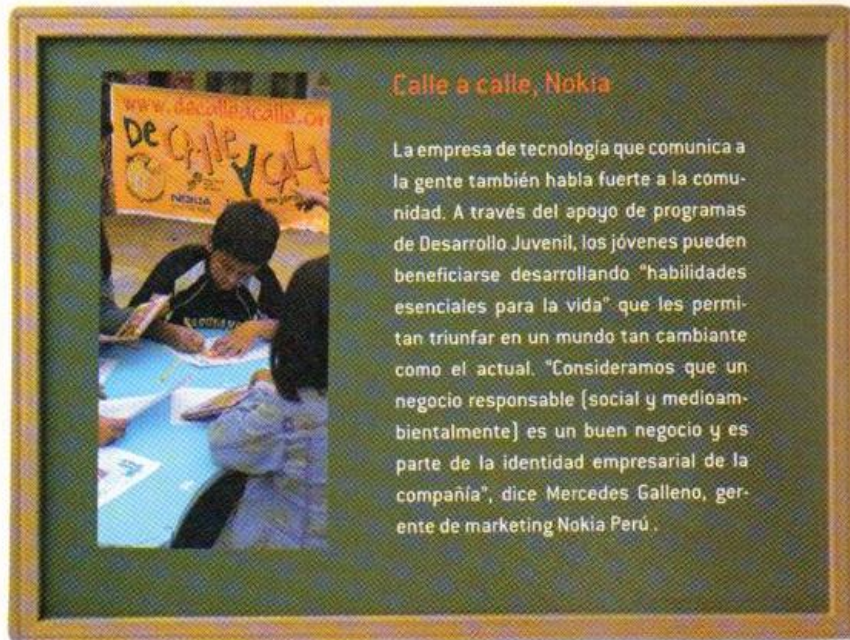 www.decalleacalle.org
De Calle A Calle
NOKIA
Calle a calle, Nokia
La empresa de tecnología que comunica a
la gente también habla fuerte a la comu-
nidad. A través del apoyo de programas
de Desarrollo Juvenil, los jóvenes pueden
beneficiarse desarrollando "habilidades
esenciales para la vida" que les permi-
tan triunfar en un mundo tan cambiante
como el actual. "Consideramos que un
negocio responsable (social y medioam-
bientalmente) es un buen negocio y es
parte de la identidad empresarial de la
compañía", dice Mercedes Galleno, ger-
ente de marketing Nokia Perú .